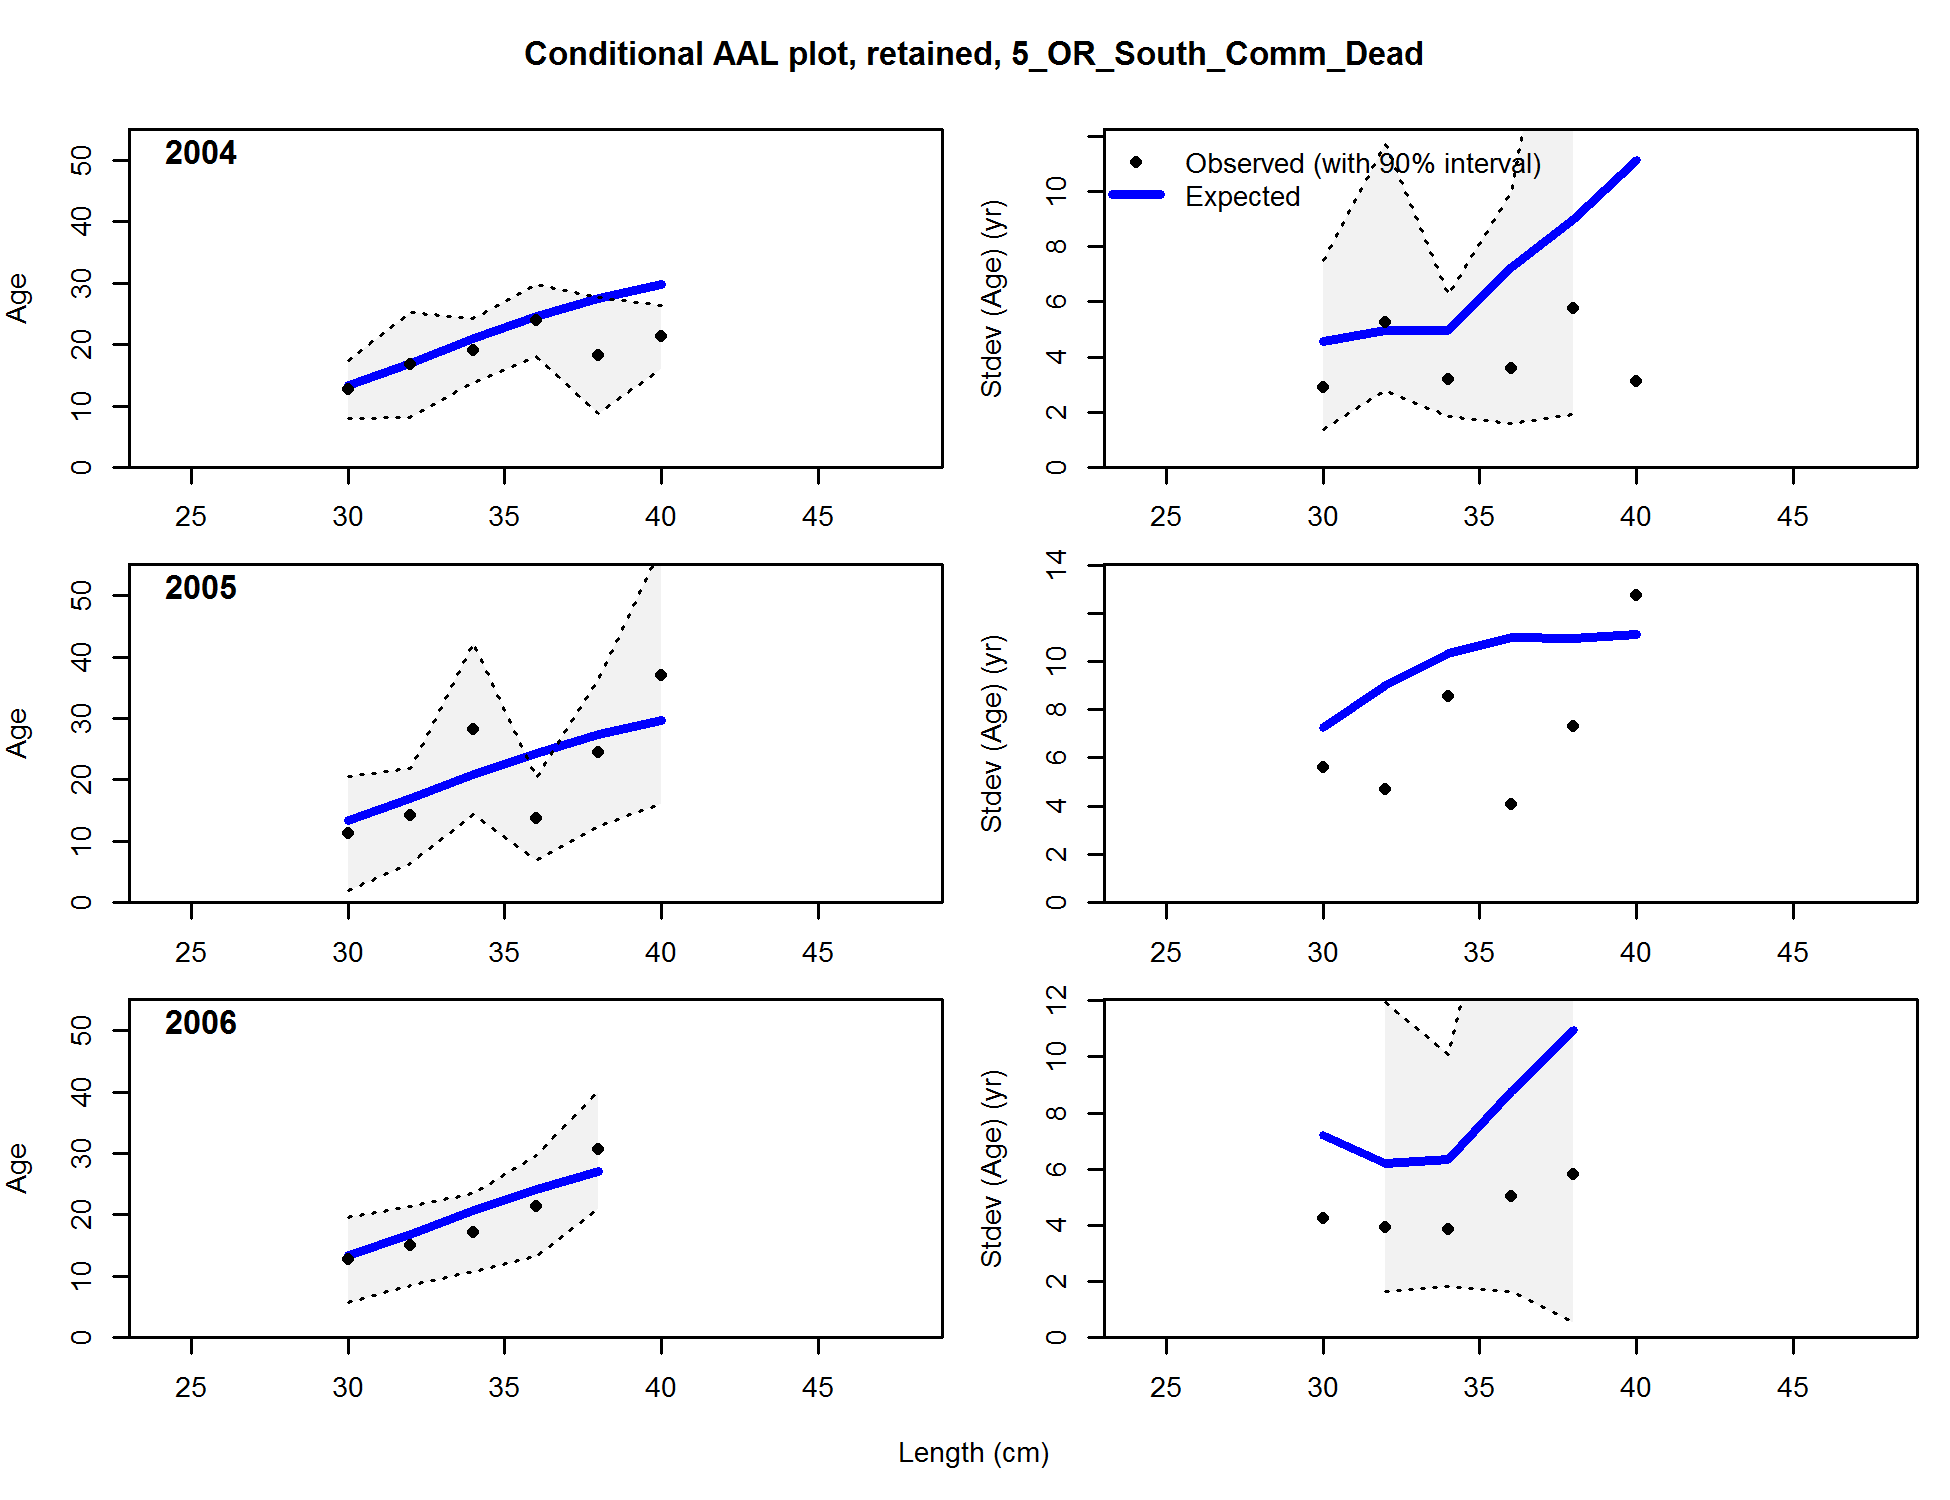 Conditional AAL plot, retained, 5_OR_South_Comm_Dead
2004
Age
0 10 20 30 40 50
25 30 35 40 45
Observed (with 90% interval)
Expected
Stdev (Age) (yr)
0 2 4 6 8 10
25 30 35 40 45
2005
Age
0 10 20 30 40 50
25 30 35 40 45
Stdev (Age) (yr)
0 2 4 6 8 10 14
25 30 35 40 45
2006
Age
0 10 20 30 40 50
25 30 35 40 45
Stdev (Age) (yr)
0 2 4 6 8 10 12
25 30 35 40 45
Length (cm)